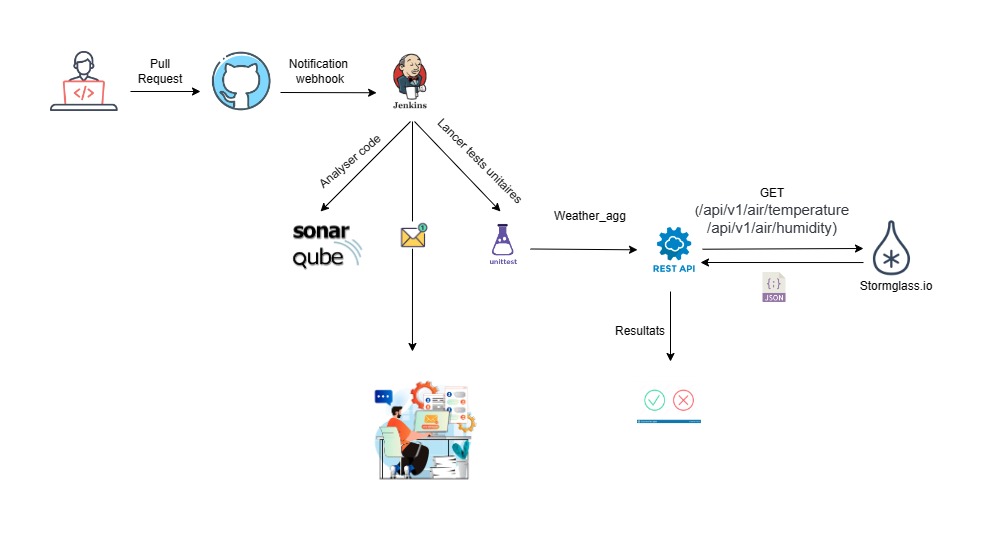 Pull
Request
Notification
webhook
</>
Jenkins
Analyser code
Lancer tests unitaires
sonar
qube
1
unittest
Weather_agg
REST API
GET
(/api/v1/air/temperature
/api/v1/air/humidity)
{;}
JSON
Stormglass.io
Resultats